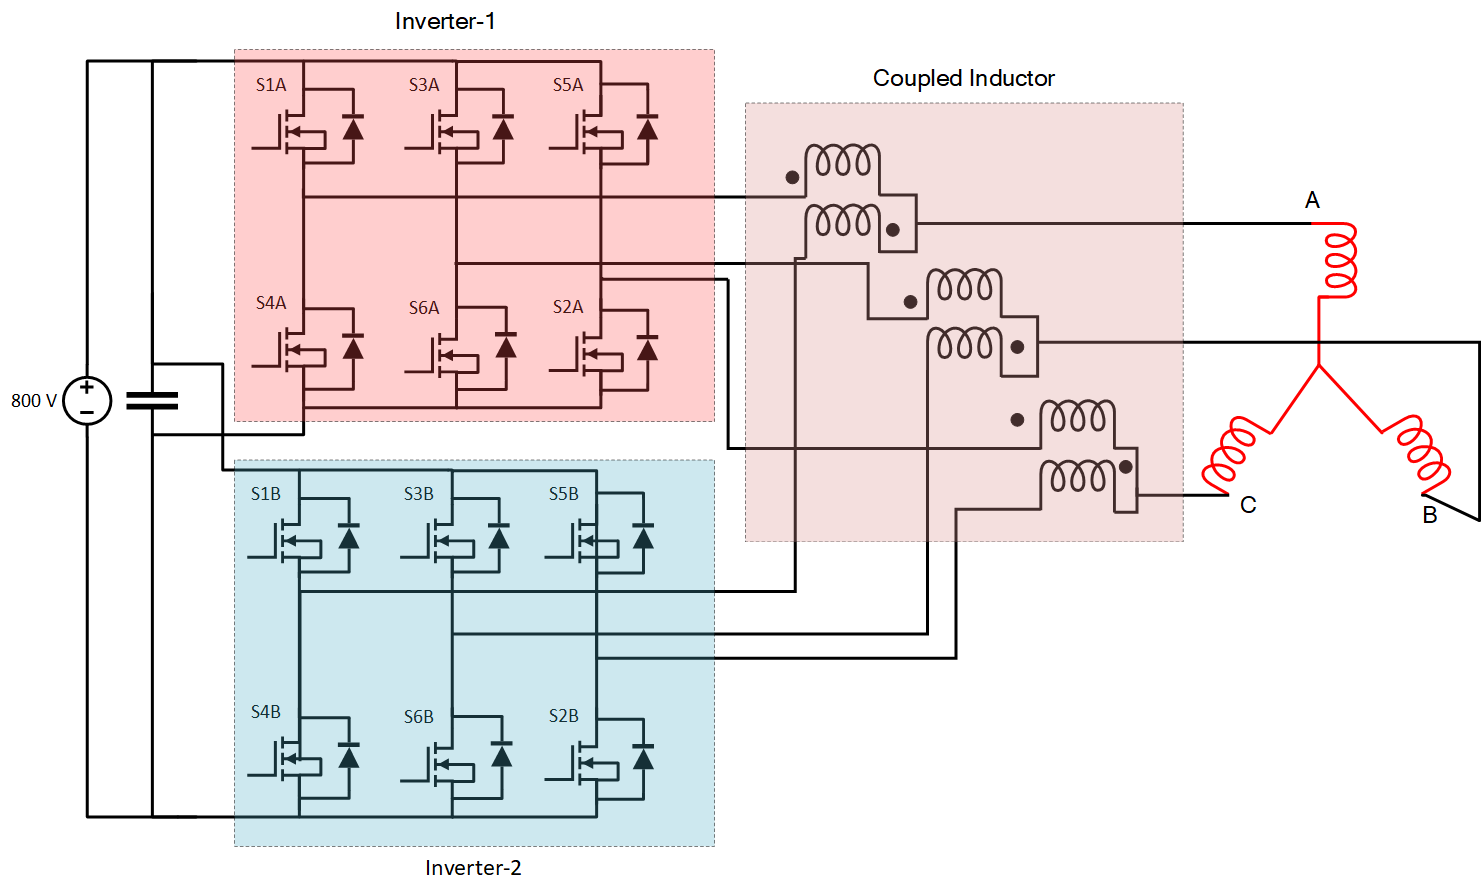 Inverter-1
Coupled Inductor
S1A
S3A
S5A
A
S4A
S6A
S2A
800 V
+
−
S1B
S3B
S5B
C
B
S4B
S6B
S2B
Inverter-2